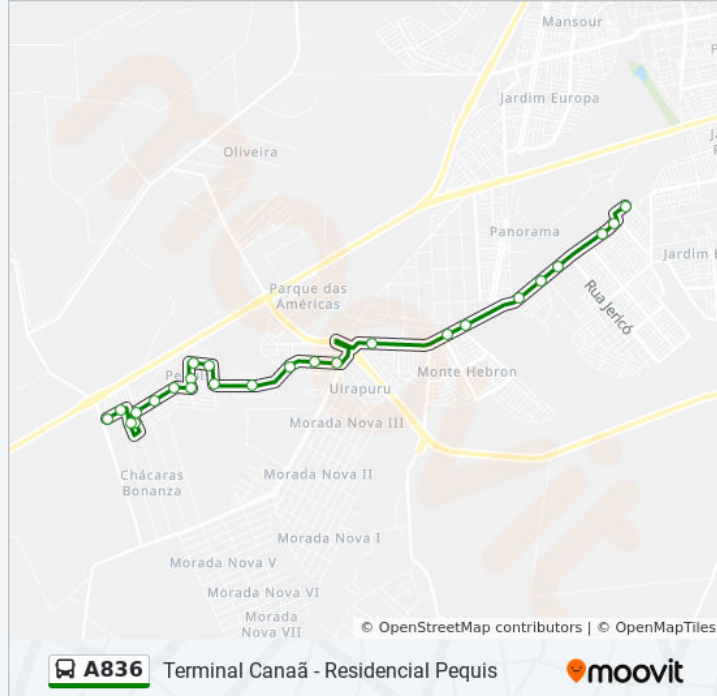 Mansour
Jardim Europa
Oliveira
Panorama
Parque das
Américas
Rua Jericó
Uirapuru
Monte Hebron
Morada Nova III
Chácaras
Bonanza
Morada Nova II
Morada Nova I
Morada Nova V
Morada Nova VI
Morada
Nova VII
© OpenStreetMap contributors | © OpenMapTiles
A836 Terminal Canaã - Residencial Pequis moovit